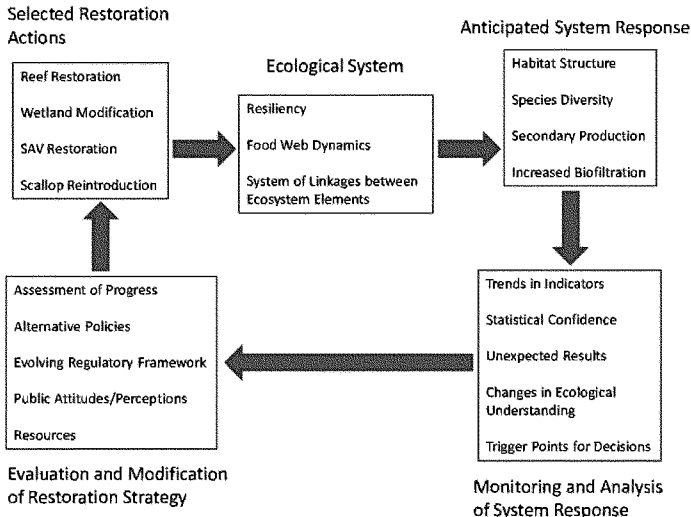 Selected Restoration
Actions
Reef Restoration
Wetland Modification
SAV Restoration
Scallop Reintroduction
Ecological System
Resiliency
Food Web Dynamics
System of Linkages between
Ecosystem Elements
Anticipated System Response
Habitat Structure
Species Diversity
Secondary Production
Increased Biofiltration
Trends in Indicators
Statistical Confidence
Unexpected Results
Changes in Ecological
Understanding
Trigger Points for Decisions
Monitoring and Analysis
of System Response
Assessment of Progress
Alternative Policies
Evolving Regulatory Framework
Public Attitudes/Perceptions
Resources
Evaluation and Modification
of Restoration Strategy